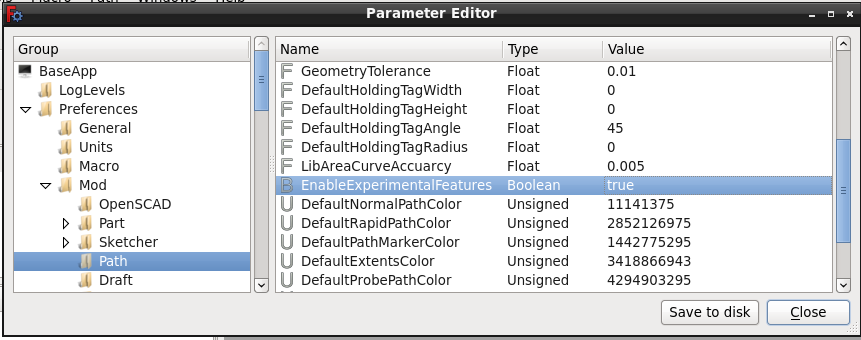 Parameter Editor
Group
Name Type Value
BaseApp
GeometryTolerance Float 0.01
LogLevels
DefaultHoldingTagWidth Float 0
Preferences
DefaultHoldingTagHeight Float 0
General
DefaultHoldingTagAngle Float 45
Units
DefaultHoldingTagRadius Float 0
Macro
LibAreaCurveAccuarcy Float 0.005
Mod
EnableExperimentalFeatures Boolean true
OpenSCAD
DefaultNormalPathColor Unsigned 11141375
Part
DefaultRapidPathColor Unsigned 2852126975
Sketcher
DefaultPathMarkerColor Unsigned 1442775295
Path
DefaultExtentsColor Unsigned 3418866943
Draft
DefaultProbePathColor Unsigned 4294903295
Save to disk
Close